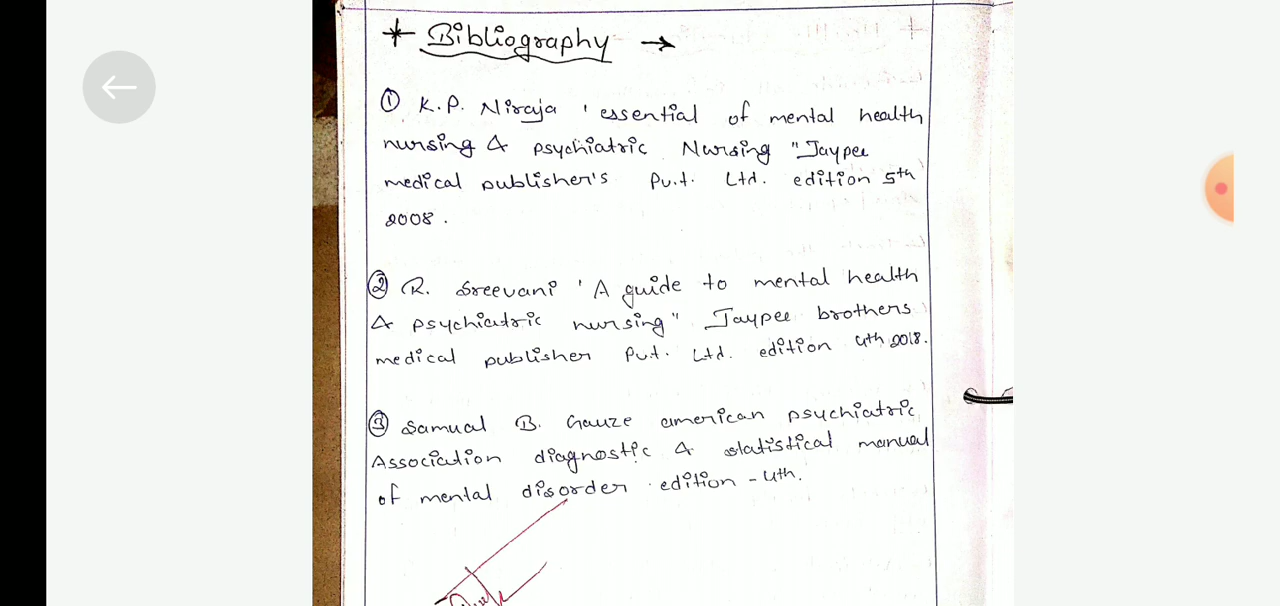 * Bibliography →
① K.P. Niraja ' essential of mental health
nursing & psychiatric Nursing " Jaypee
medical publisher's Pvt. Ltd. edition 5th
2008.
② R. Sreevani ' A guide to mental health
& psychiatric nursing " Jaypee brothers
medical publisher Pvt. Ltd. edition 4th 2018.
③ Samual B. Gauze american psychiatric
Association diagnostic & statistical manual
of mental disorder edition - 4th.